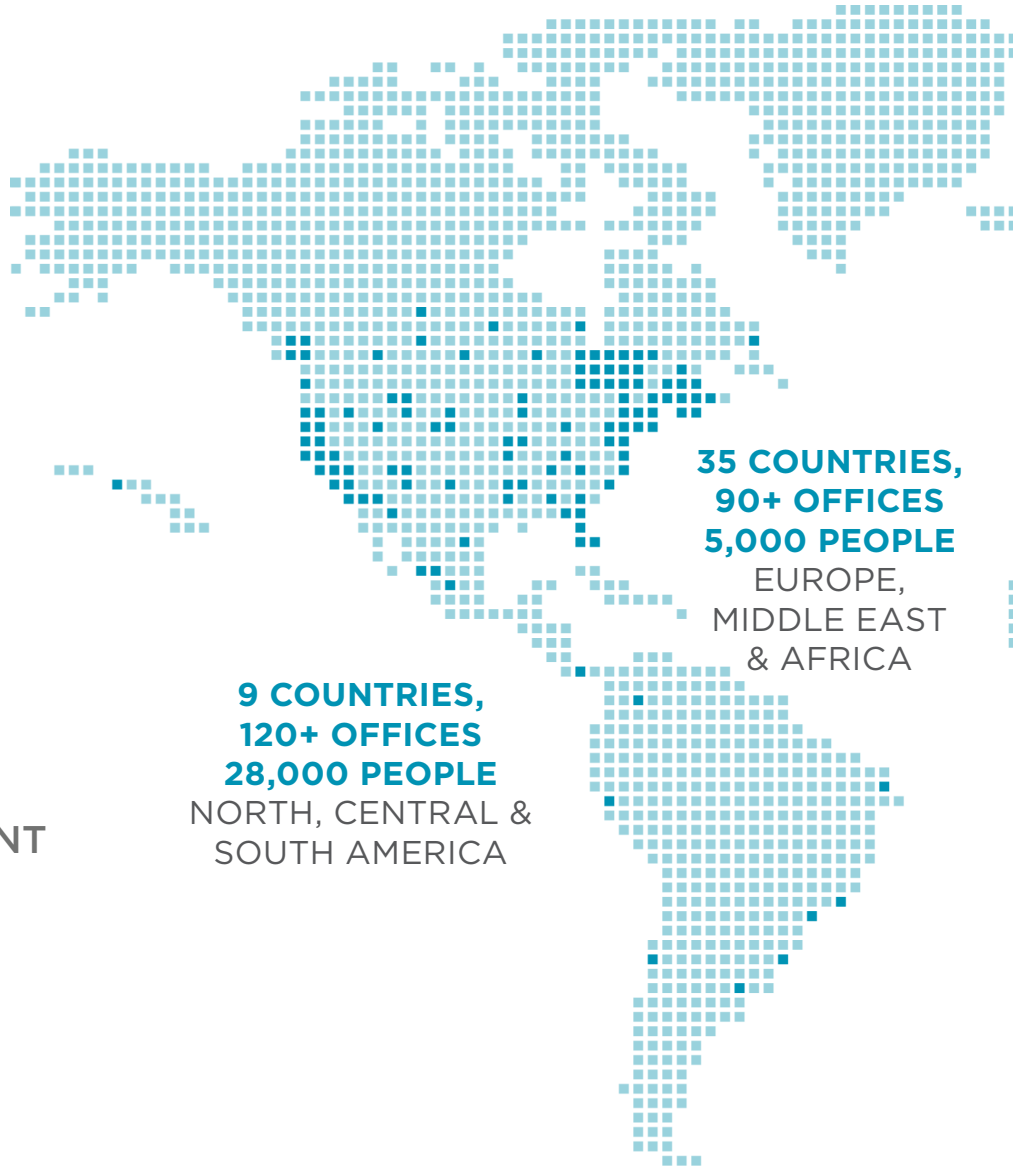 35 COUNTRIES,
90+ OFFICES
5,000 PEOPLE
EUROPE,
MIDDLE EAST
& AFRICA
9 COUNTRIES,
120+ OFFICES
28,000 PEOPLE
NORTH, CENTRAL &
SOUTH AMERICA
NT